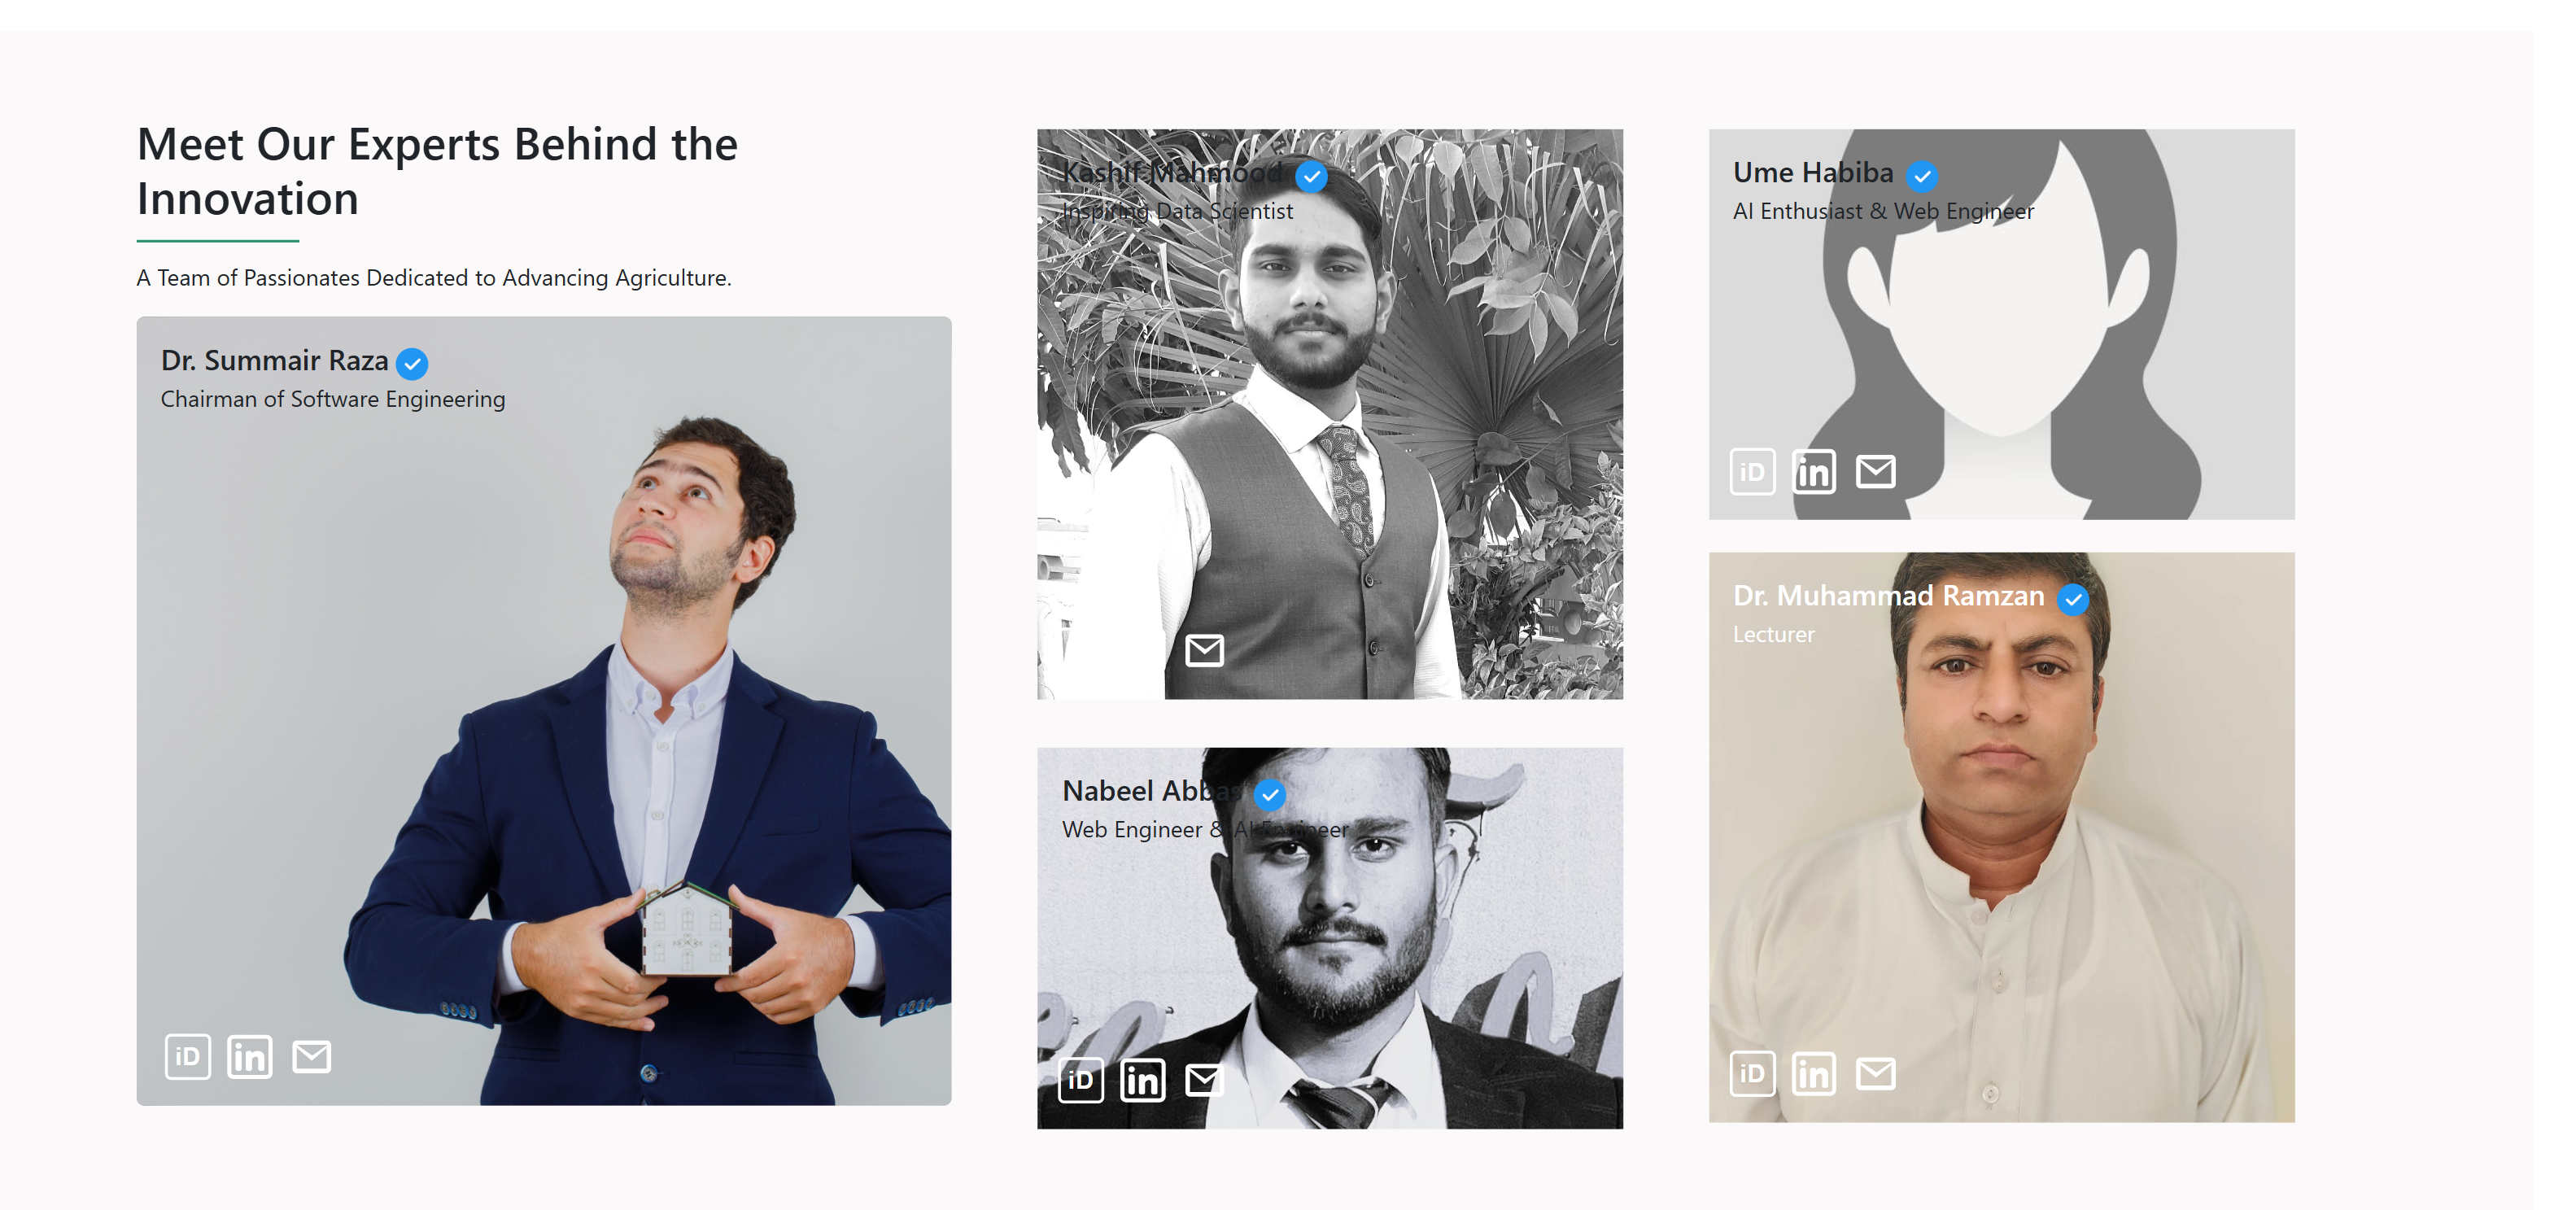 Meet Our Experts Behind the
Innovation
A Team of Passionates Dedicated to Advancing Agriculture.
Dr. Summair Raza
Chairman of Software Engineering
iD in
Kashif Mahmood
Inspiring Data Scientist
Nabeel Abbas
Web Engineer & AI Engineer
iD in
Ume Habiba
AI Enthusiast & Web Engineer
iD in
Dr. Muhammad Ramzan
Lecturer
iD in